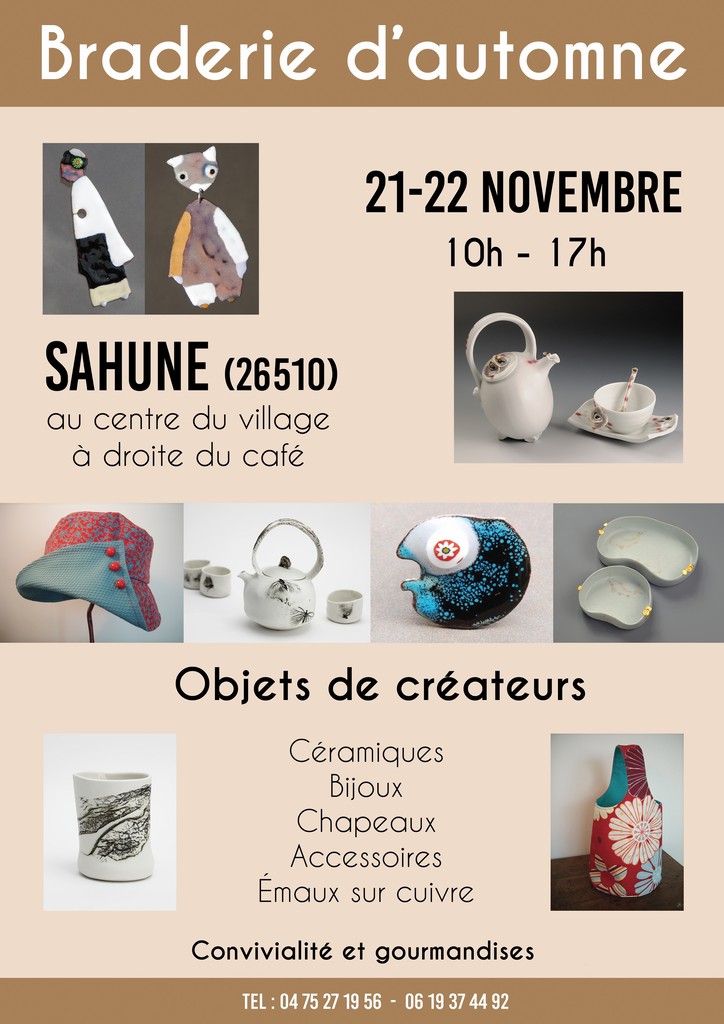 Braderie d'automne
21-22 NOVEMBRE
10h - 17h
SAHUNE (26510)
au centre du village
à droite du café
Objets de créateurs
Céramiques
Bijoux
Chapeaux
Accessoires
Émaux sur cuivre
Convivialité et gourmandises
TEL : 04 75 27 19 56 - 06 19 37 44 92